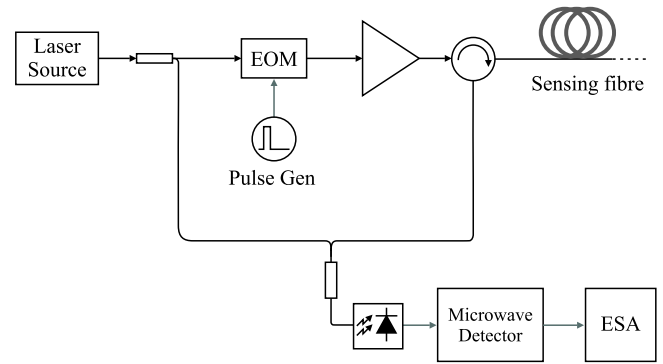 Laser
Source
EOM
Sensing fibre
Pulse Gen
Microwave
Detector
ESA